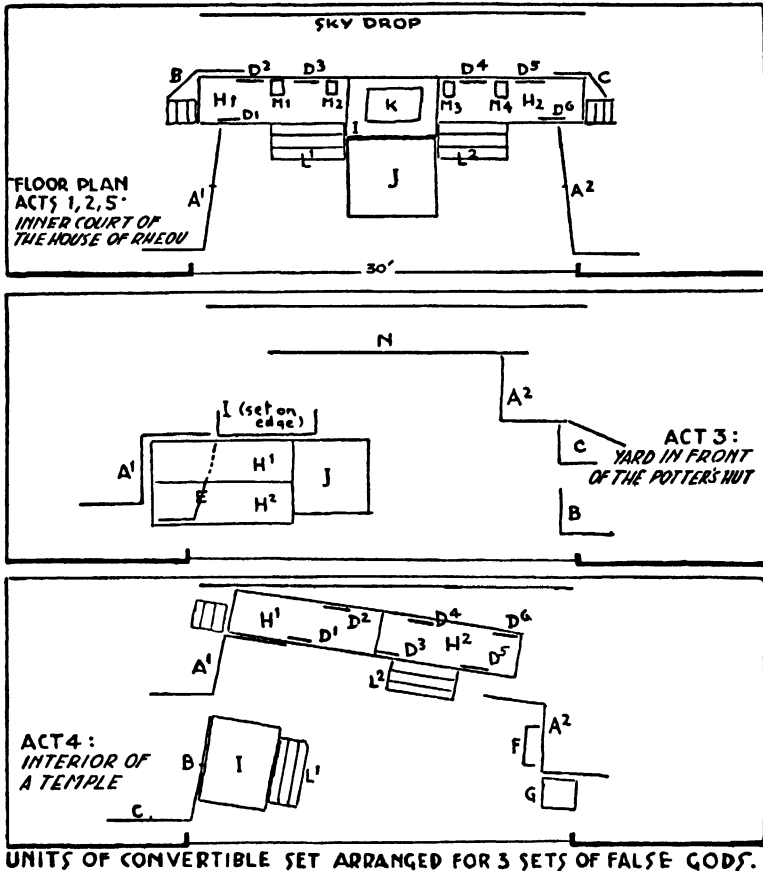 SKY DROP
B D² D³ D⁴ D⁵ C
H1 M1 M2 K M3 M4 H2
D1 I D6
L¹ J L²
FLOOR PLAN
ACTS 1, 2, 5·
INNER COURT OF
THE HOUSE OF RHEOU
A¹ A²
30'
N
I (set on
edge)
A²
A¹ H¹ J
E H²
C
B
ACT 3:
YARD IN FRONT
OF THE POTTER'S HUT
H¹ D² D⁴ D6
D¹ D³ H² D⁵
A¹ L² A²
ACT 4:
INTERIOR OF
A TEMPLE
B I L¹ F
C. G
UNITS OF CONVERTIBLE SET ARRANGED FOR 3 SETS OF FALSE GODS.